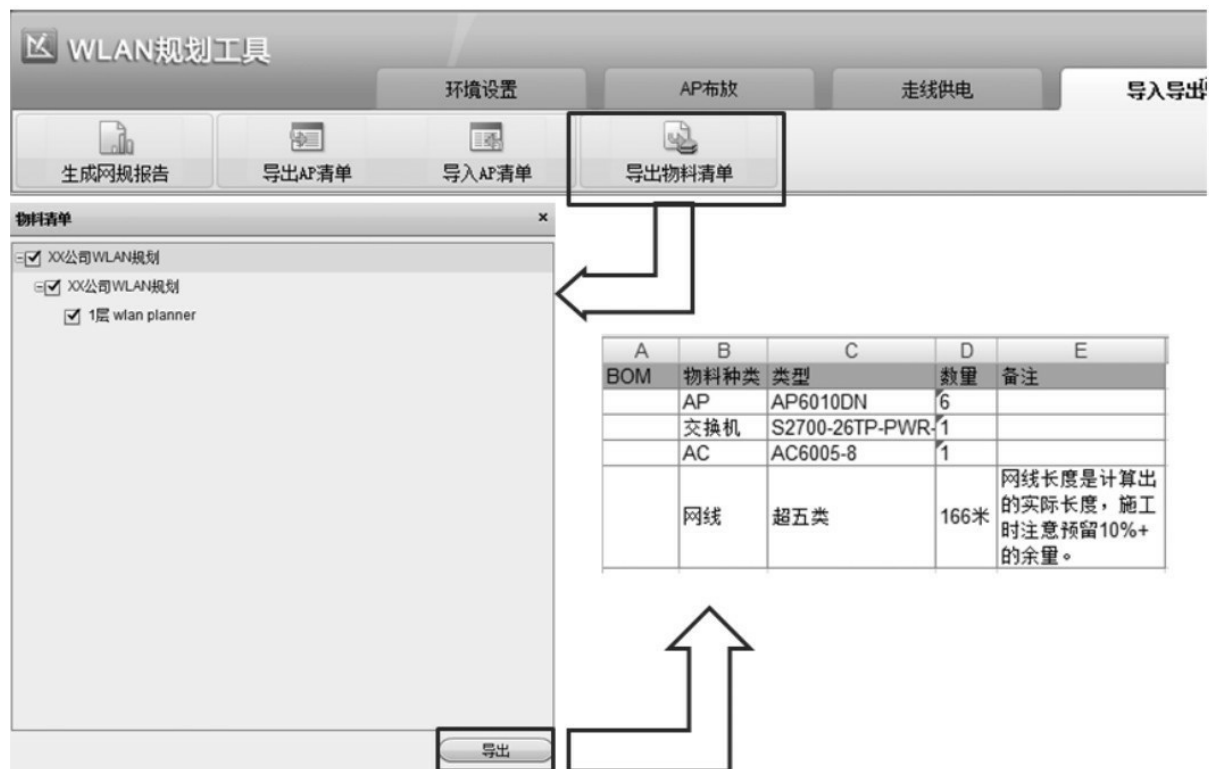 WLAN规划工具
环境设置
AP布放
走线供电
导入导出
生成网规报告
导出AP清单
导入AP清单
导出物料清单
物料清单 ×
XX公司WLAN规划
XX公司WLAN规划
1层 wlan planner
A B C D E
BOM 物料种类 类型 数量 备注
AP AP6010DN 6
交换机 S2700-26TP-PWR- 1
AC AC6005-8 1
网线 超五类 166米
网线长度是计算出
的实际长度，施工
时注意预留10%+
的余量。
导出